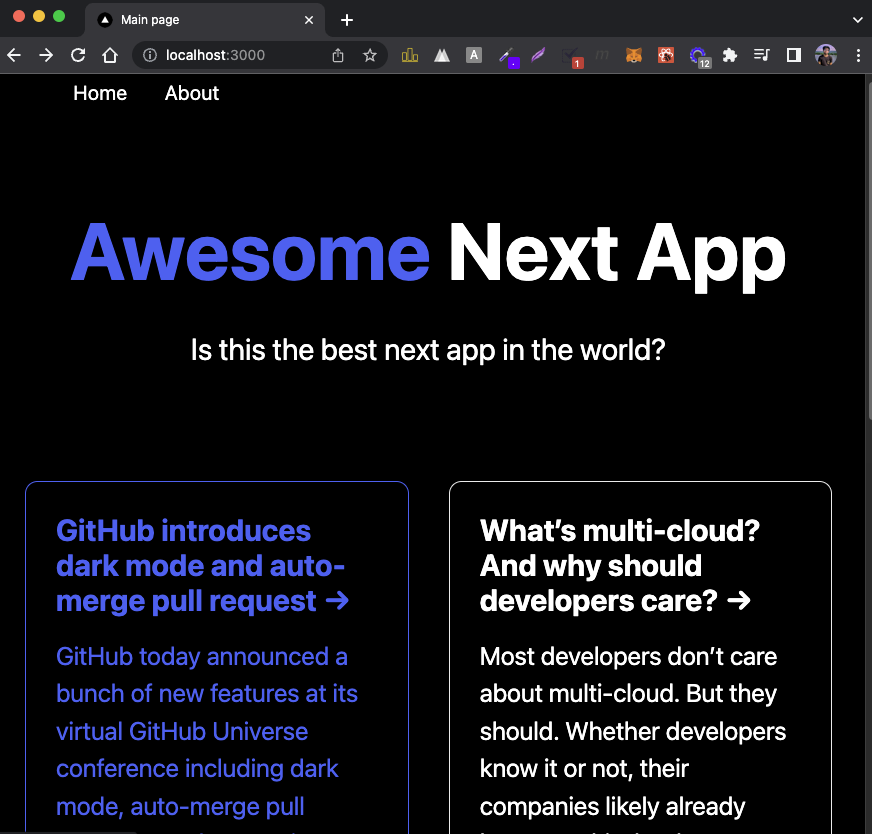 Main page
localhost:3000
A
1
m
12
Home About
Awesome Next App
Is this the best next app in the world?
GitHub introduces
dark mode and auto-
merge pull request →
GitHub today announced a
bunch of new features at its
virtual GitHub Universe
conference including dark
mode, auto-merge pull
What's multi-cloud?
And why should
developers care? →
Most developers don't care
about multi-cloud. But they
should. Whether developers
know it or not, their
companies likely already